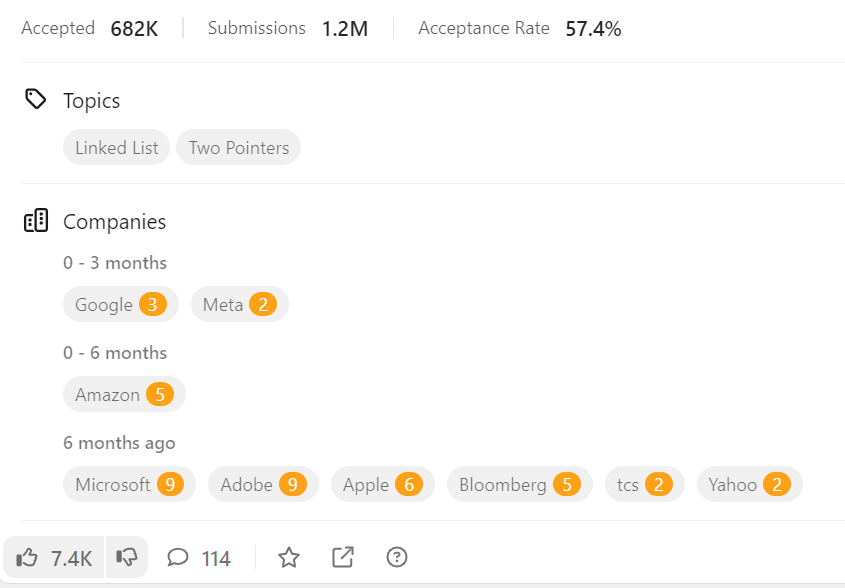 Accepted 682K Submissions 1.2M Acceptance Rate 57.4%
Topics
Linked List Two Pointers
Companies
0 - 3 months
Google 3 Meta 2
0 - 6 months
Amazon 5
6 months ago
Microsoft 9 Adobe 9 Apple 6 Bloomberg 5 tcs 2 Yahoo 2
7.4K 114